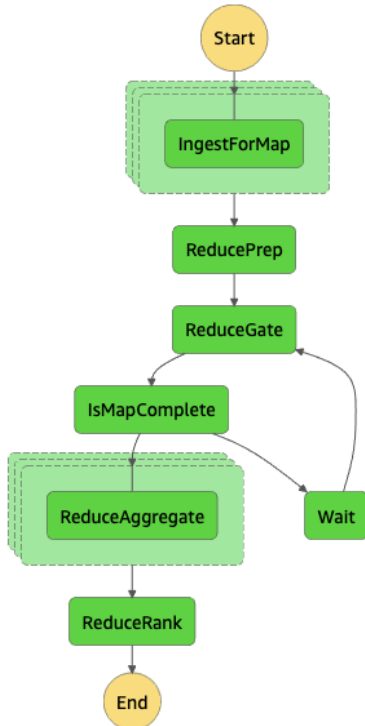 Start
IngestForMap
ReducePrep
ReduceGate
IsMapComplete
ReduceAggregate
Wait
ReduceRank
End